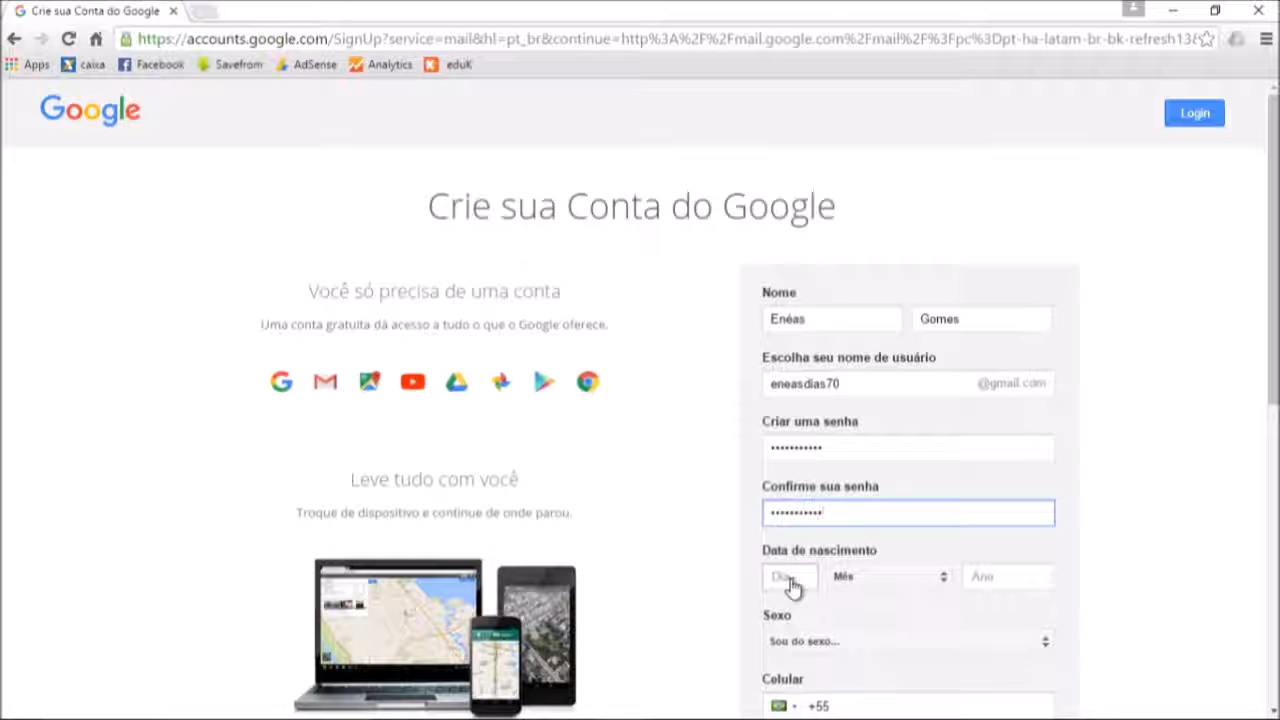 Crie sua Conta do Google
https://accounts.google.com/SignUp?service=mail&hl=pt_br&continue=http%3A%2F%2Fmail.google.com%2Fmail%2F%3Fpc%3Dpt-ha-latam-br-bk-refresh138
Apps caixa Facebook Savefrom AdSense Analytics eduK
Google
Login
Crie sua Conta do Google
Você só precisa de uma conta
Uma conta gratuita dá acesso a tudo o que o Google oferece.
Leve tudo com você
Troque de dispositivo e continue de onde parou.
Nome
Enéas Gomes
Escolha seu nome de usuário
eneasdias70 @gmail.com
Criar uma senha
Confirme sua senha
Data de nascimento
Mês Ano
Sexo
Sou do sexo...
Celular
+55